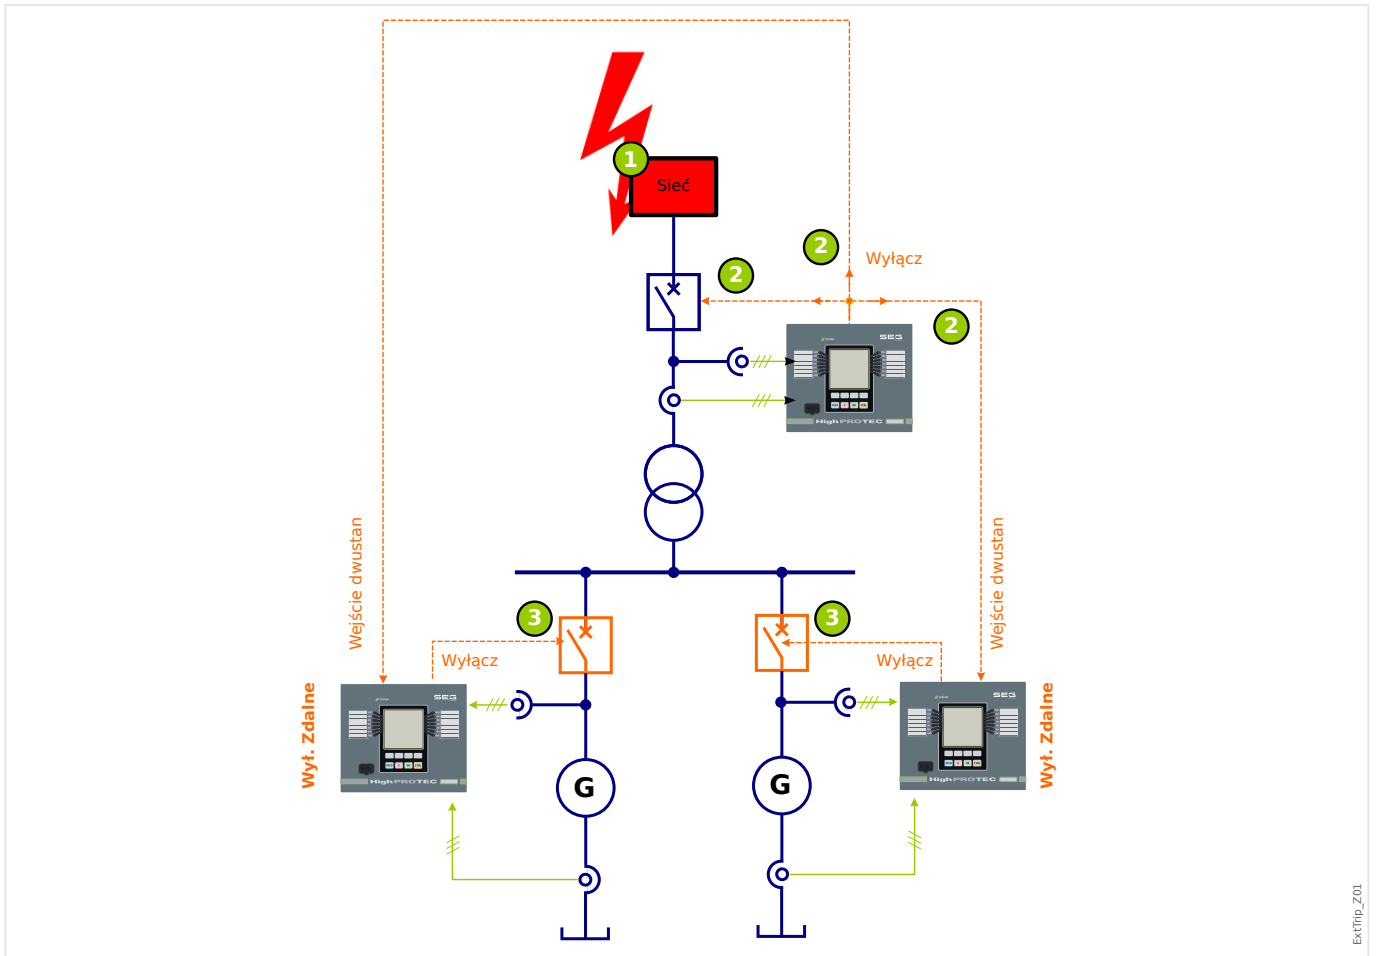 1
Sieć
2
Wyłącz
2
2
SEG
HighPROTEC
Wejście dwustan
Wejście dwustan
3
3
Wyłącz
Wyłącz
Wył. Zdalne
SEG
HighPROTEC
SEG
HighPROTEC
Wył. Zdalne
G
G
ExtTrip_Z01